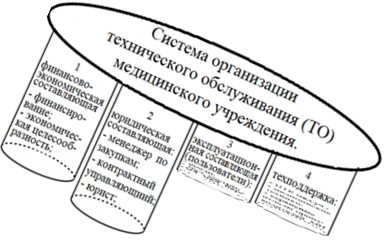 Система организации
технического обслуживания (ТО)
медицинского учреждения.
1
финансово-
экономическая
составляющая
- финансиро-
вание;
- экономичес-
кая целесооб-
разность;
2
юридическая
составляющая:
- менеджер по
закупкам;
- контрактный
управляющий;
- юрист;
3
эксплуатацион-
ная составляющая
(пользователи):
4
техподдержка: